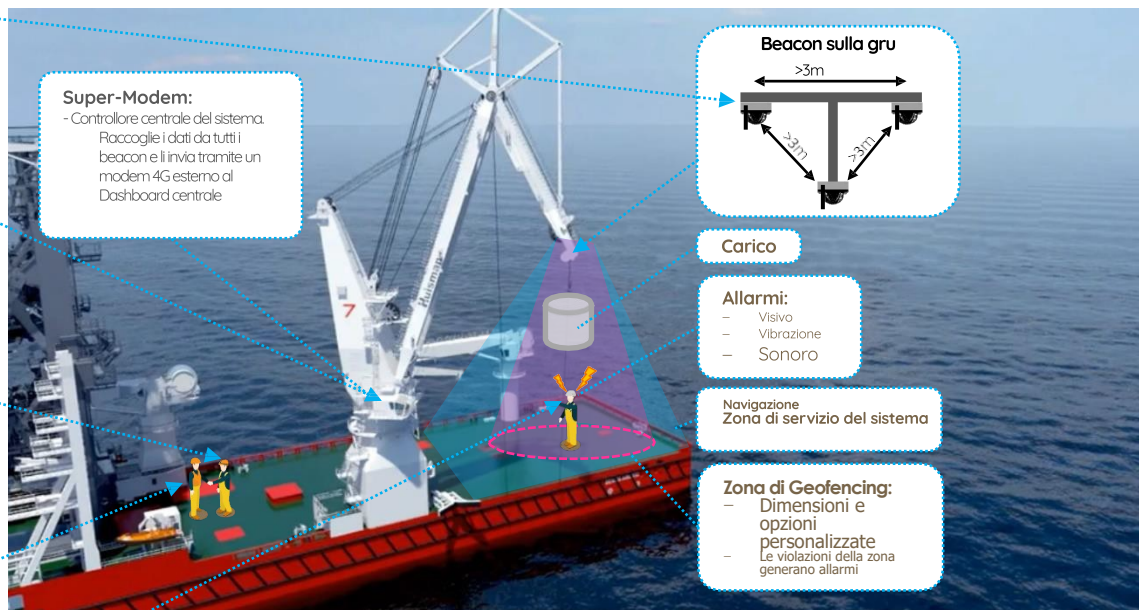 Beacon sulla gru
>3m
>3m
>3m
Super-Modem:
- Controllore centrale del sistema.
Raccoglie i dati da tutti i
beacon e li invia tramite un
modem 4G esterno al
Dashboard centrale
Huisman
7
Carico
Allarmi:
– Visivo
– Vibrazione
– Sonoro
Navigazione
Zona di servizio del sistema
Zona di Geofencing:
– Dimensioni e
opzioni
personalizzate
– Le violazioni della zona
generano allarmi